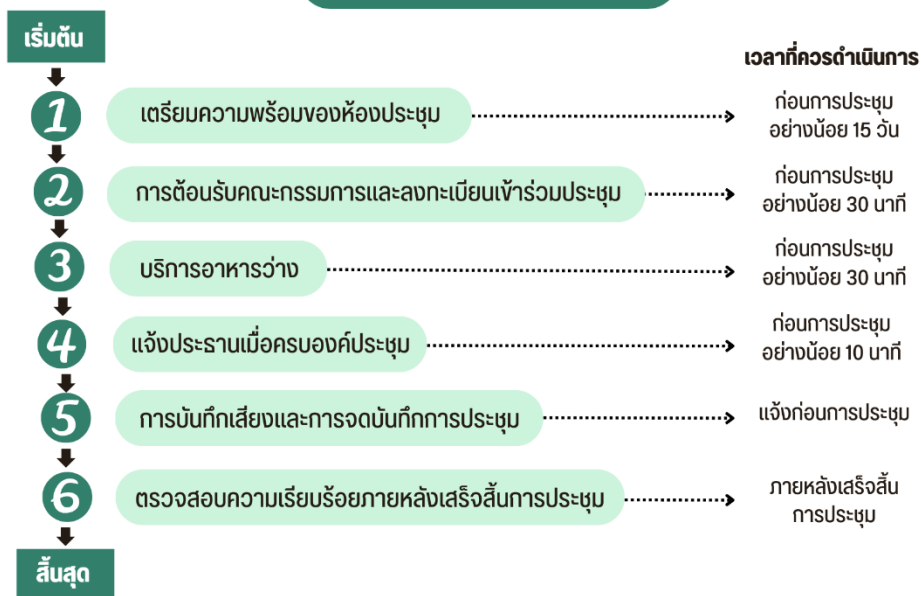 เริ่มต้น
เวลาที่ควรดำเนินการ
1
เตรียมความพร้อมของห้องประชุม
ก่อนการประชุม
อย่างน้อย 15 วัน
2
การต้อนรับคณะกรรมการและลงทะเบียนเข้าร่วมประชุม
ก่อนการประชุม
อย่างน้อย 30 นาที
3
บริการอาหารว่าง
ก่อนการประชุม
อย่างน้อย 30 นาที
4
แจ้งประธานเมื่อครบองค์ประชุม
ก่อนการประชุม
อย่างน้อย 10 นาที
5
การบันทึกเสียงและการจดบันทึกการประชุม
แจ้งก่อนการประชุม
6
ตรวจสอบความเรียบร้อยภายหลังเสร็จสิ้นการประชุม
ภายหลังเสร็จสิ้น
การประชุม
สิ้นสุด